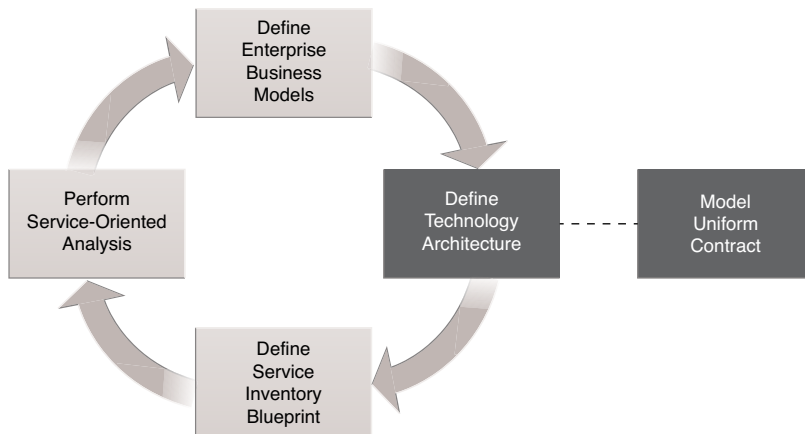 Define
Enterprise
Business
Models
Perform
Service-Oriented
Analysis
Define
Technology
Architecture
Model
Uniform
Contract
Define
Service
Inventory
Blueprint